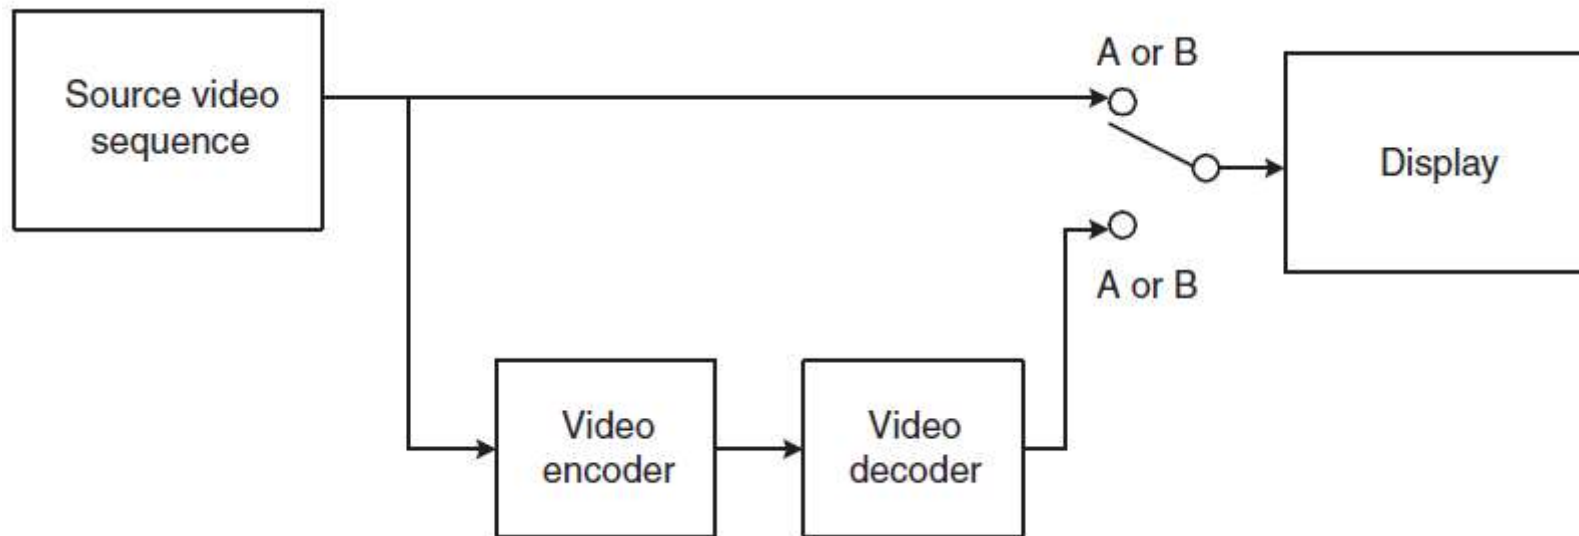 Source video
sequence
A or B
Display
A or B
Video
encoder
Video
decoder